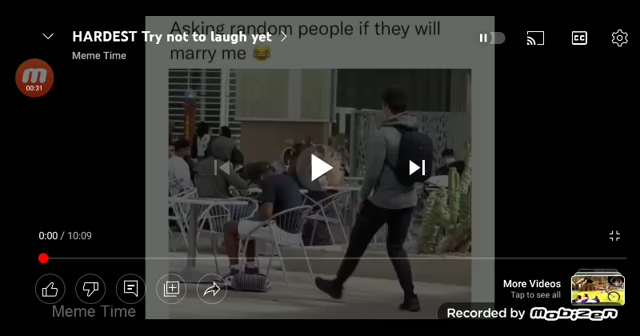 HARDEST Try not to laugh yet
Meme Time
Asking random people if they will
marry me 😂
CC
m
00:31
0:00 / 10:09
More Videos
Tap to see all
Meme Time
Recorded by Mobizen